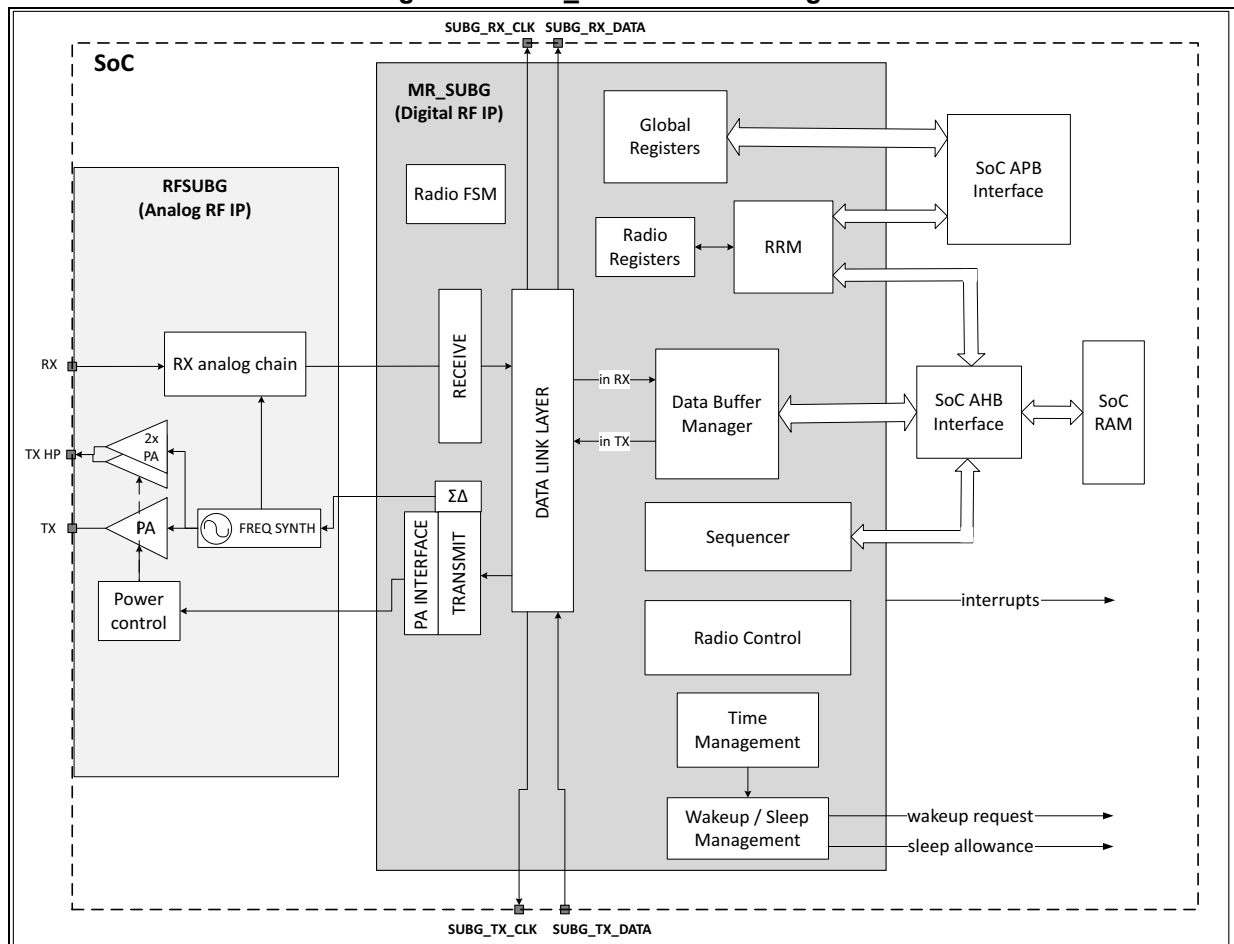 SUBG_RX_CLK SUBG_RX_DATA
SoC
MR_SUBG
(Digital RF IP)
Global
Registers
SoC APB
Interface
RFSUBG
(Analog RF IP)
Radio FSM
Radio
Registers
RRM
RX
RX analog chain
RECEIVE
DATA LINK LAYER
in RX
in TX
Data Buffer
Manager
SoC AHB
Interface
SoC
RAM
TX HP
2x
PA
TX
PA
FREQ SYNTH
ΣΔ
PA INTERFACE
TRANSMIT
Sequencer
Power
control
interrupts
Radio Control
Time
Management
Wakeup / Sleep
Management
wakeup request
sleep allowance
SUBG_TX_CLK SUBG_TX_DATA